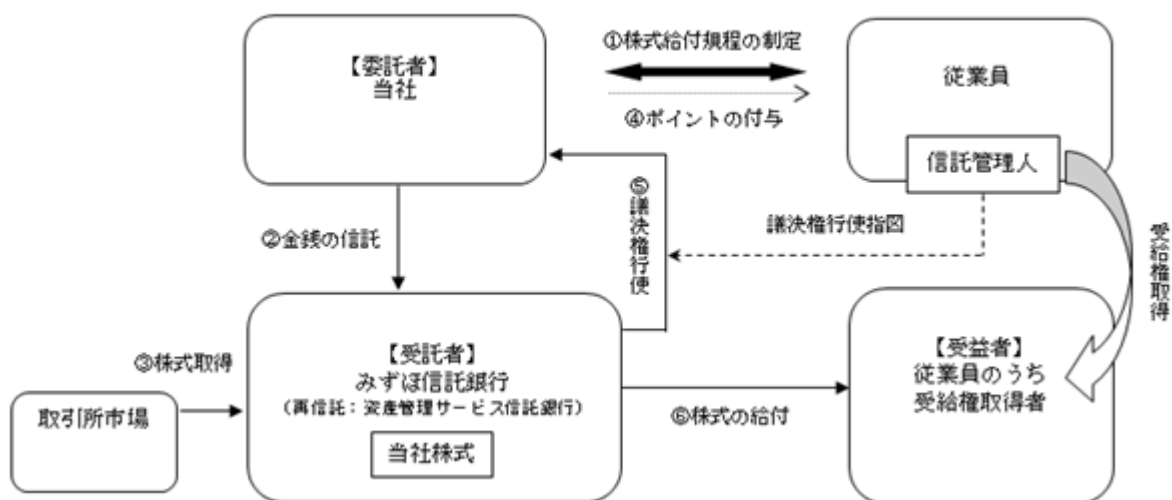 【委託者】
当社
①株式給付規程の制定
④ポイントの付与
従業員
信託管理人
②金銭の信託
⑤議決権行使
議決権行使指図
受給権取得
③株式取得
取引所市場
【受託者】
みずほ信託銀行
(再信託:資産管理サービス信託銀行)
当社株式
⑥株式の給付
【受益者】
従業員のうち
受給権取得者